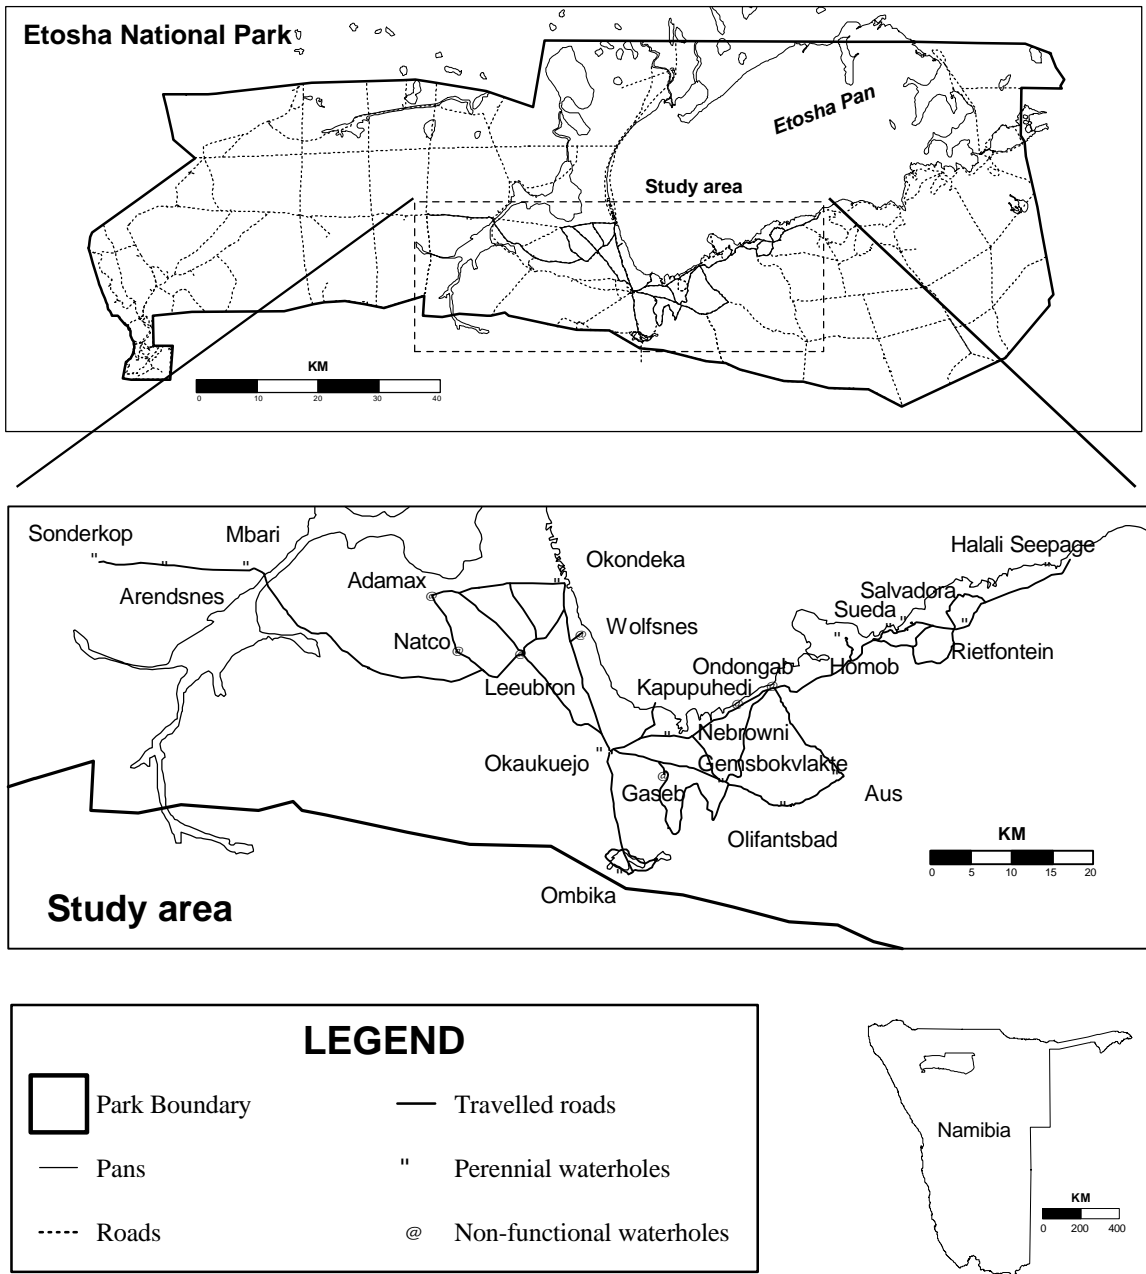 Etosha National Park
Etosha Pan
Study area
KM
0 10 20 30 40
Sonderkop
Mbari
Arendsnes
Adamax
Natco
Leeubron
Okondeka
Wolfsnes
Halali Seepage
Salvadora
Sueda
Rietfontein
Homob
Ondongab
Kapupuhedi
Nebrowni
Okaukuejo
Gemsbokvlakte
Gaseb
Aus
Olifantsbad
Ombika
KM
0 5 10 15 20
Study area
LEGEND
Park Boundary
Travelled roads
Pans
" Perennial waterholes
Roads
@ Non-functional waterholes
Namibia
KM
0 200 400